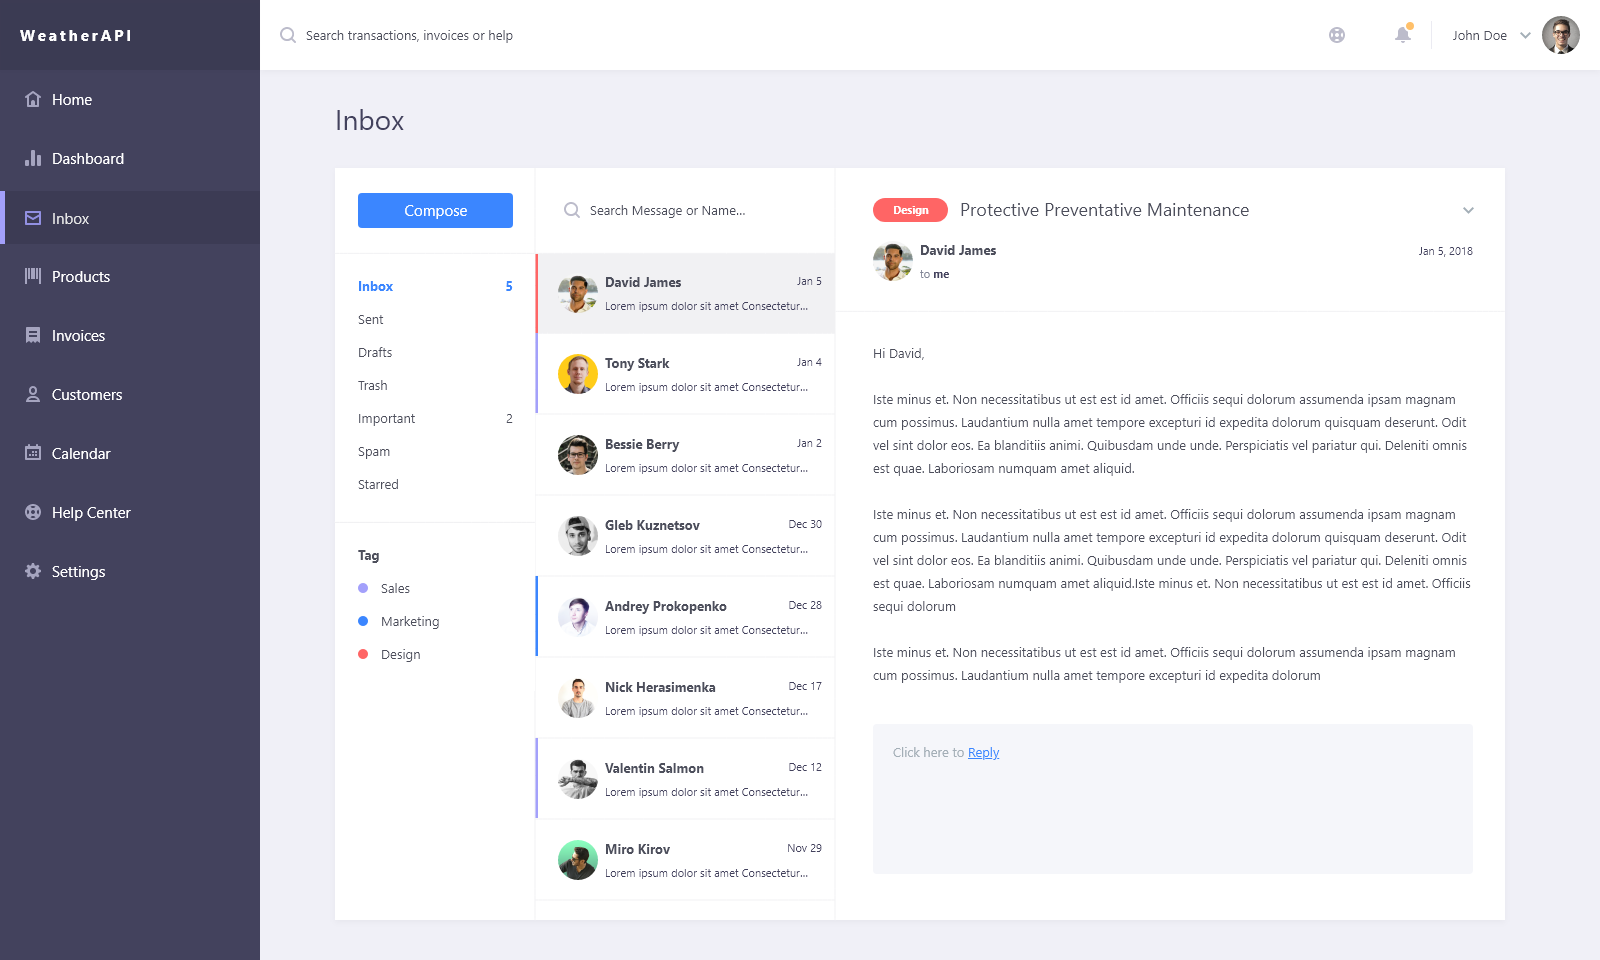 WeatherAPI
Search transactions, invoices or help
John Doe
Home
Dashboard
Inbox
Products
Invoices
Customers
Calendar
Help Center
Settings
Inbox
Compose
Inbox 5
Sent
Drafts
Trash
Important 2
Spam
Starred
Tag
Sales
Marketing
Design
Search Message or Name...
David James Jan 5
Lorem ipsum dolor sit amet Consectetur...
Tony Stark Jan 4
Lorem ipsum dolor sit amet Consectetur...
Bessie Berry Jan 2
Lorem ipsum dolor sit amet Consectetur...
Gleb Kuznetsov Dec 30
Lorem ipsum dolor sit amet Consectetur...
Andrey Prokopenko Dec 28
Lorem ipsum dolor sit amet Consectetur...
Nick Herasimenka Dec 17
Lorem ipsum dolor sit amet Consectetur...
Valentin Salmon Dec 12
Lorem ipsum dolor sit amet Consectetur...
Miro Kirov Nov 29
Lorem ipsum dolor sit amet Consectetur...
Design Protective Preventative Maintenance
David James Jan 5, 2018
to me
Hi David,
Iste minus et. Non necessitatibus ut est est id amet. Officiis sequi dolorum assumenda ipsam magnam
cum possimus. Laudantium nulla amet tempore excepturi id expedita dolorum quisquam deserunt. Odit
vel sint dolor eos. Ea blanditiis animi. Quibusdam unde unde. Perspiciatis vel pariatur qui. Deleniti omnis
est quae. Laboriosam numquam amet aliquid.
Iste minus et. Non necessitatibus ut est est id amet. Officiis sequi dolorum assumenda ipsam magnam
cum possimus. Laudantium nulla amet tempore excepturi id expedita dolorum quisquam deserunt. Odit
vel sint dolor eos. Ea blanditiis animi. Quibusdam unde unde. Perspiciatis vel pariatur qui. Deleniti omnis
est quae. Laboriosam numquam amet aliquid.Iste minus et. Non necessitatibus ut est est id amet. Officiis
sequi dolorum
Iste minus et. Non necessitatibus ut est est id amet. Officiis sequi dolorum assumenda ipsam magnam
cum possimus. Laudantium nulla amet tempore excepturi id expedita dolorum
Click here to Reply